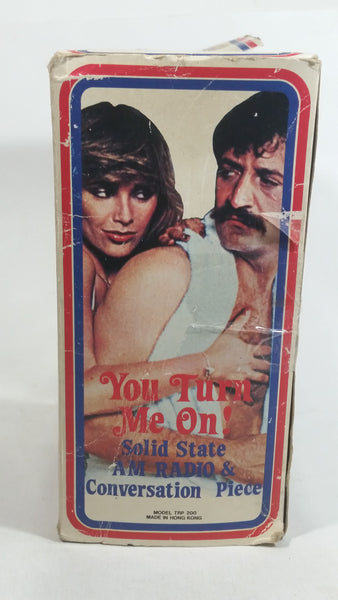 You Turn
Me On!
Solid State
AM RADIO &
Conversation Piece
MODEL TRP 200
MADE IN HONG KONG